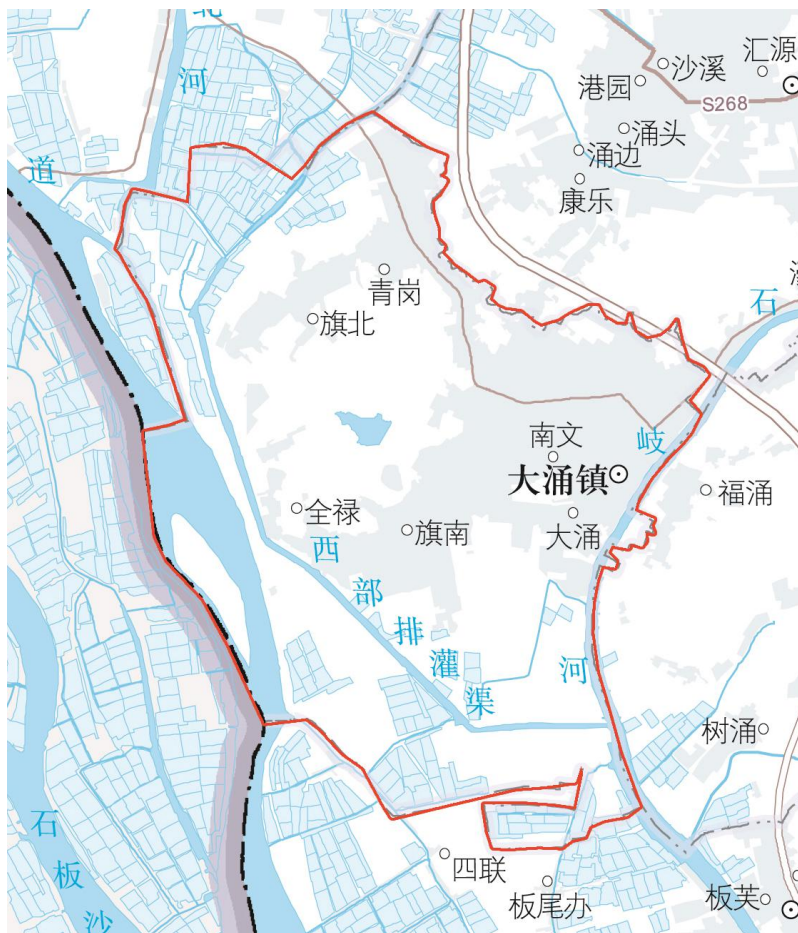 北
河
道
汇源
沙溪
港园
S268
涌头
涌边
康乐
青岗
旗北
石
岐
河
南文
大涌镇
福涌
全禄
旗南
大涌
西部排灌渠
树涌
石板沙
四联
板尾办
板芙